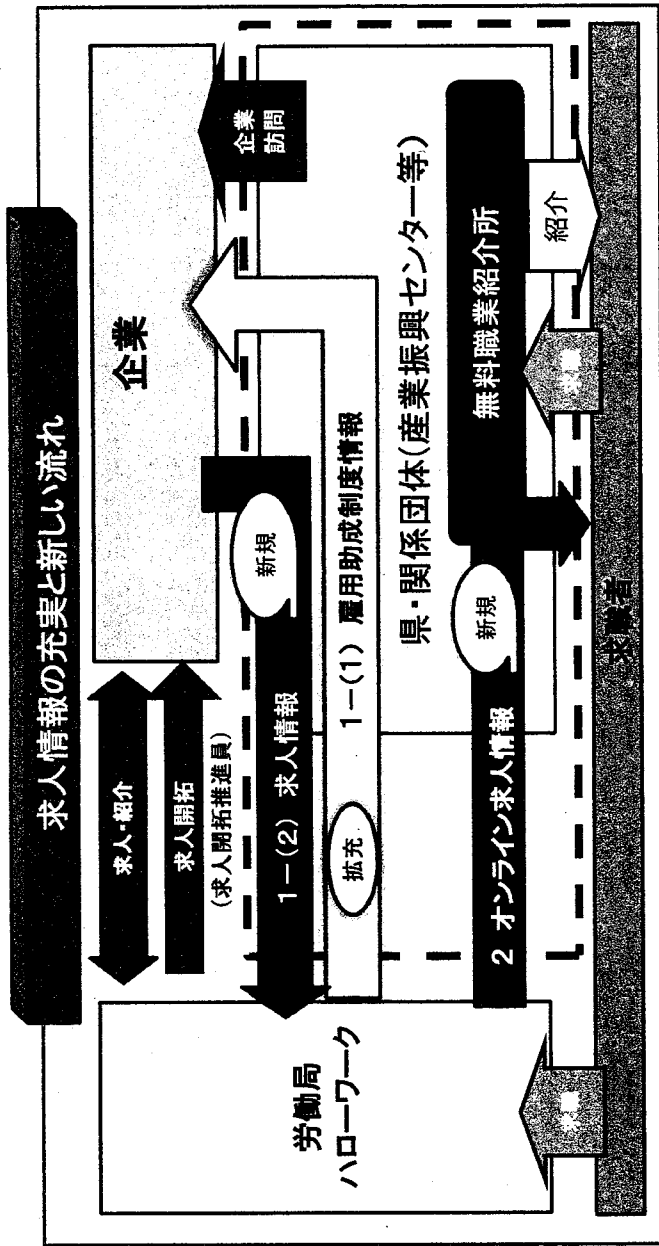 求人情報の充実と新しい流れ
企業
企業
訪問
求人・紹介
求人開拓
(求人開拓推進員)
新規
1-(2) 求人情報
1-(1) 雇用助成制度情報
拡充
県・関係団体(産業振興センター等)
無料職業紹介所
新規
2 オンライン求人情報
紹介
求職
労働局
ハローワーク
求職
求職者